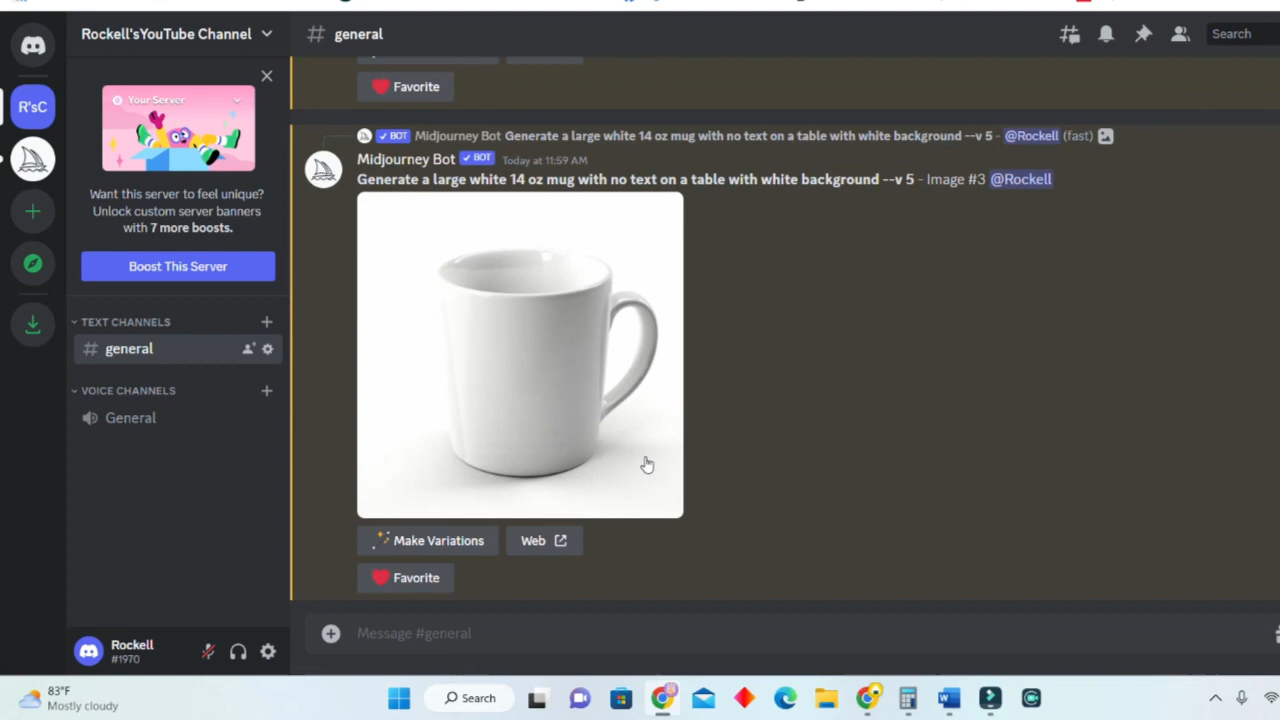 Rockell'sYouTube Channel
general
Search
Your Server
R'sC
Favorite
BOT Midjourney Bot Generate a large white 14 oz mug with no text on a table with white background --v 5 - @Rockell (fast)
Midjourney Bot BOT Today at 11:59 AM
Generate a large white 14 oz mug with no text on a table with white background --v 5 - Image #3 @Rockell
Want this server to feel unique?
Unlock custom server banners
with 7 more boosts.
Boost This Server
TEXT CHANNELS
general
VOICE CHANNELS
General
Make Variations
Web
Favorite
Message #general
Rockell
#1970
83°F
Mostly cloudy
Search